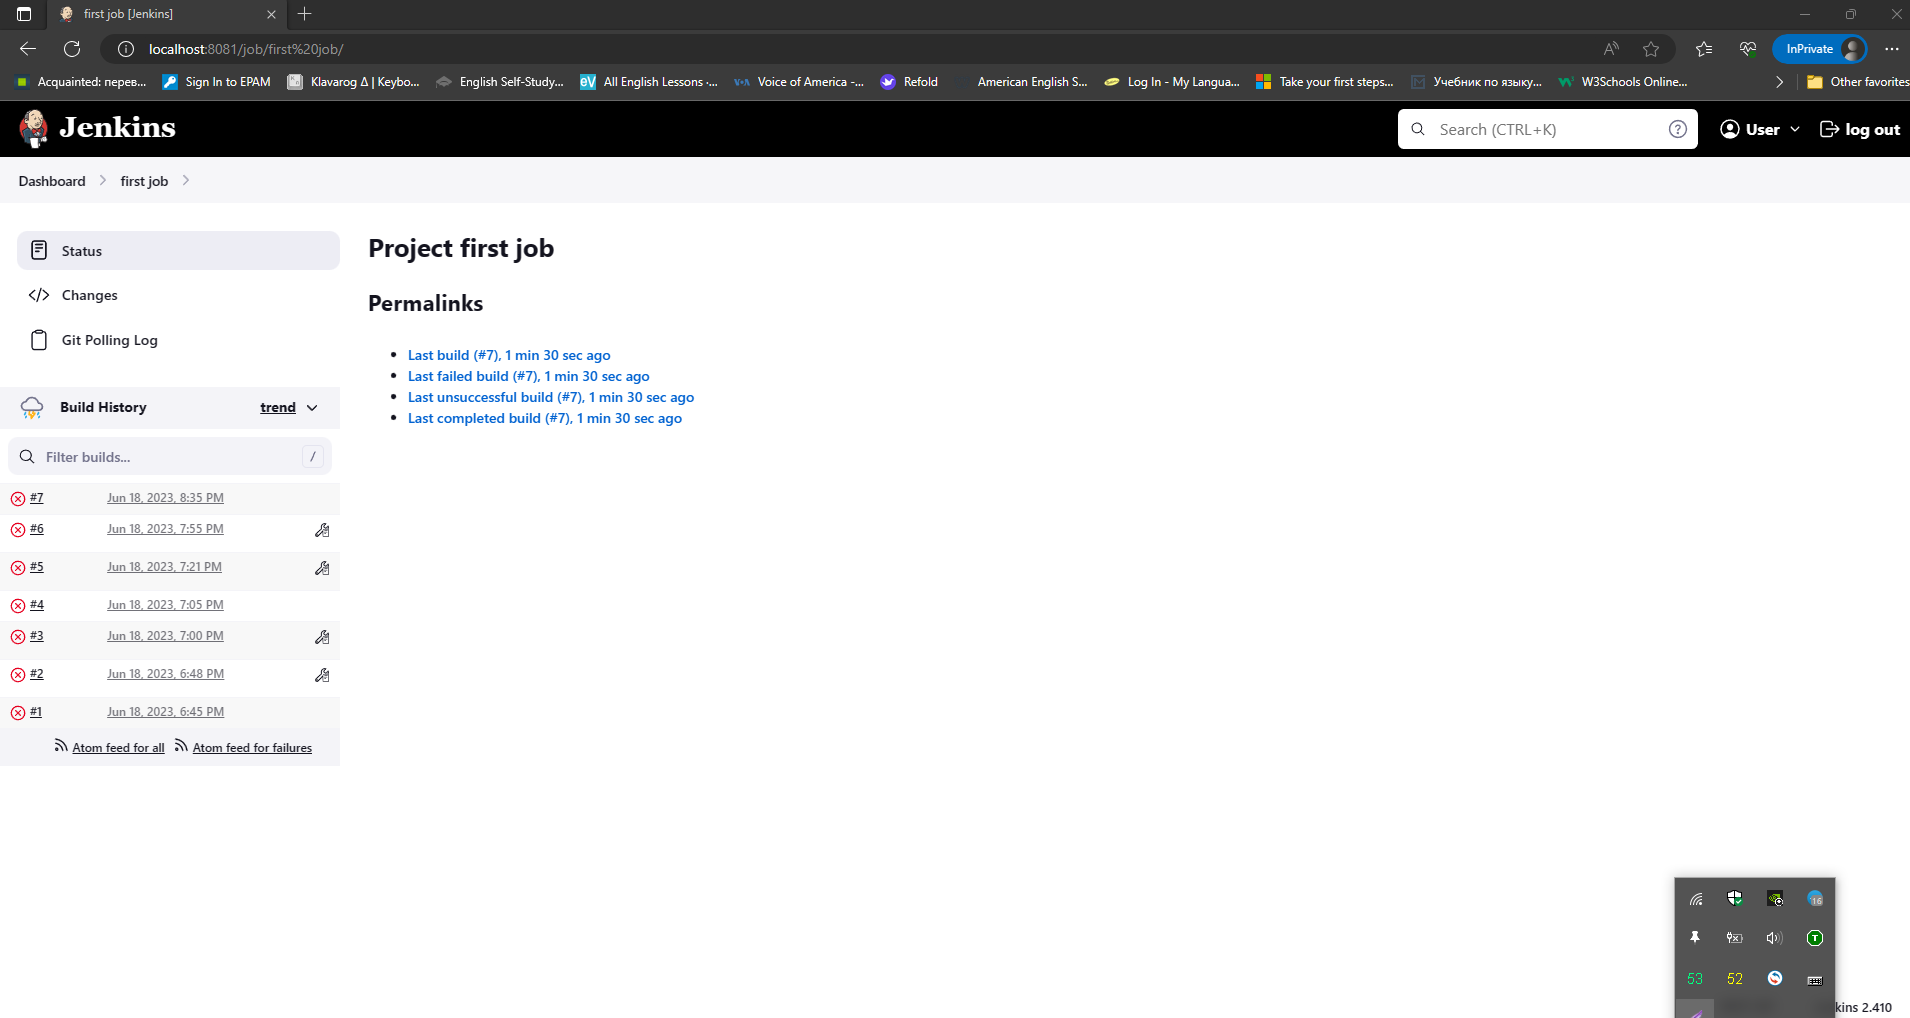 first job [Jenkins]
localhost:8081/job/first%20job/
InPrivate
Acquainted: перев...
Sign In to EPAM
Klavarog Δ | Keybo...
English Self-Study...
All English Lessons ·...
Voice of America -...
Refold
American English S...
Log In - My Langua...
Take your first steps...
Учебник по языку...
W3Schools Online...
Other favorites
Jenkins
Search (CTRL+K)
User
log out
Dashboard
first job
Status
Changes
Git Polling Log
Project first job
Permalinks
Last build (#7), 1 min 30 sec ago
Last failed build (#7), 1 min 30 sec ago
Last unsuccessful build (#7), 1 min 30 sec ago
Last completed build (#7), 1 min 30 sec ago
Build History
trend
Filter builds...
/
#7 Jun 18, 2023, 8:35 PM
#6 Jun 18, 2023, 7:55 PM
#5 Jun 18, 2023, 7:21 PM
#4 Jun 18, 2023, 7:05 PM
#3 Jun 18, 2023, 7:00 PM
#2 Jun 18, 2023, 6:48 PM
#1 Jun 18, 2023, 6:45 PM
Atom feed for all
Atom feed for failures
16
53
52
kins 2.410